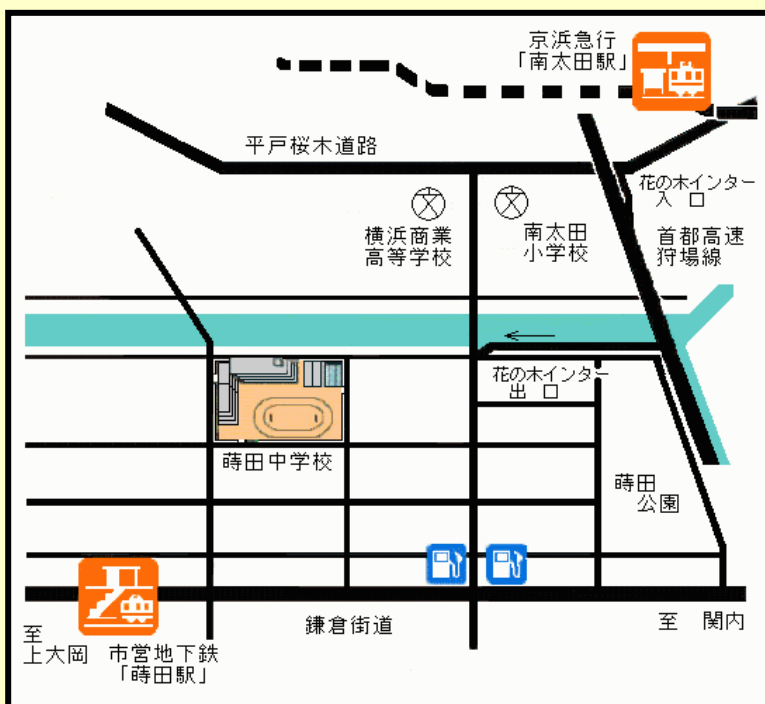 京浜急行
「南太田駅」
平戸桜木道路
花の木インター
入 口
横浜商業
高等学校
南太田
小学校
首都高速
狩場線
花の木インター
出 口
蒔田中学校
蒔田
公園
鎌倉街道
至
上大岡
市営地下鉄
「蒔田駅」
至 関内